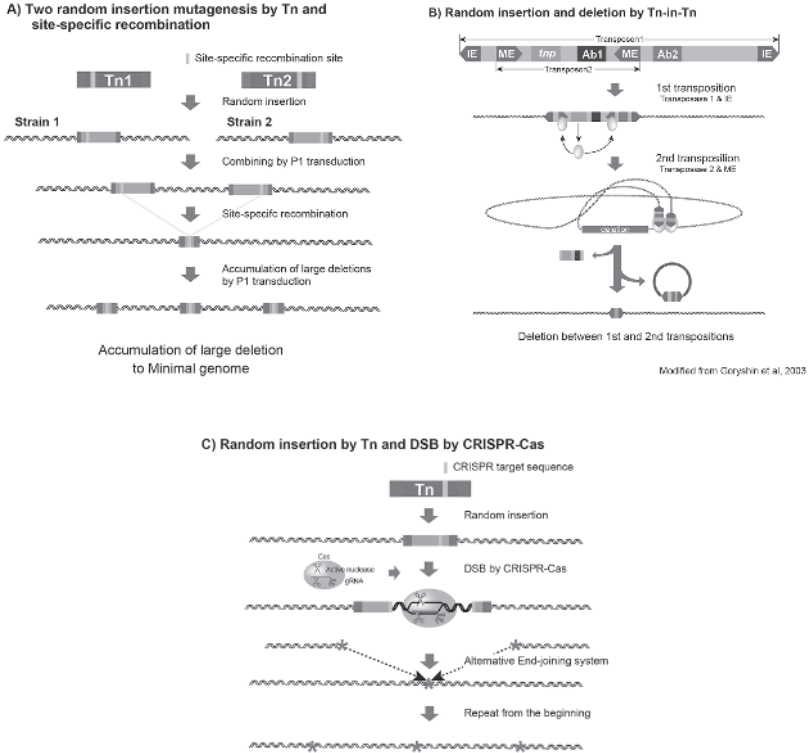 A) Two random insertion mutagenesis by Tn and
site-specific recombination
Site-specific recombination site
Tn1
Tn2
Random insertion
Strain 1
Strain 2
Combining by P1 transduction
Site-specifc recombination
Accumulation of large deletions
by P1 transduction
Accumulation of large deletion
to Minimal genome
B) Random insertion and deletion by Tn-in-Tn
Transposon1
IE
ME
tnp
Ab1
ME
Ab2
IE
Transposon2
1st transposition
Transposase 1 & IE
2nd transposition
Transposase 2 & ME
deletion
Deletion between 1st and 2nd transpositions
Modified from Goryshin et al, 2003
C) Random insertion by Tn and DSB by CRISPR-Cas
CRISPR target sequence
Tn
Random insertion
Cas
Active nuclease
gRNA
DSB by CRISPR-Cas
Alternative End-joining system
Repeat from the beginning